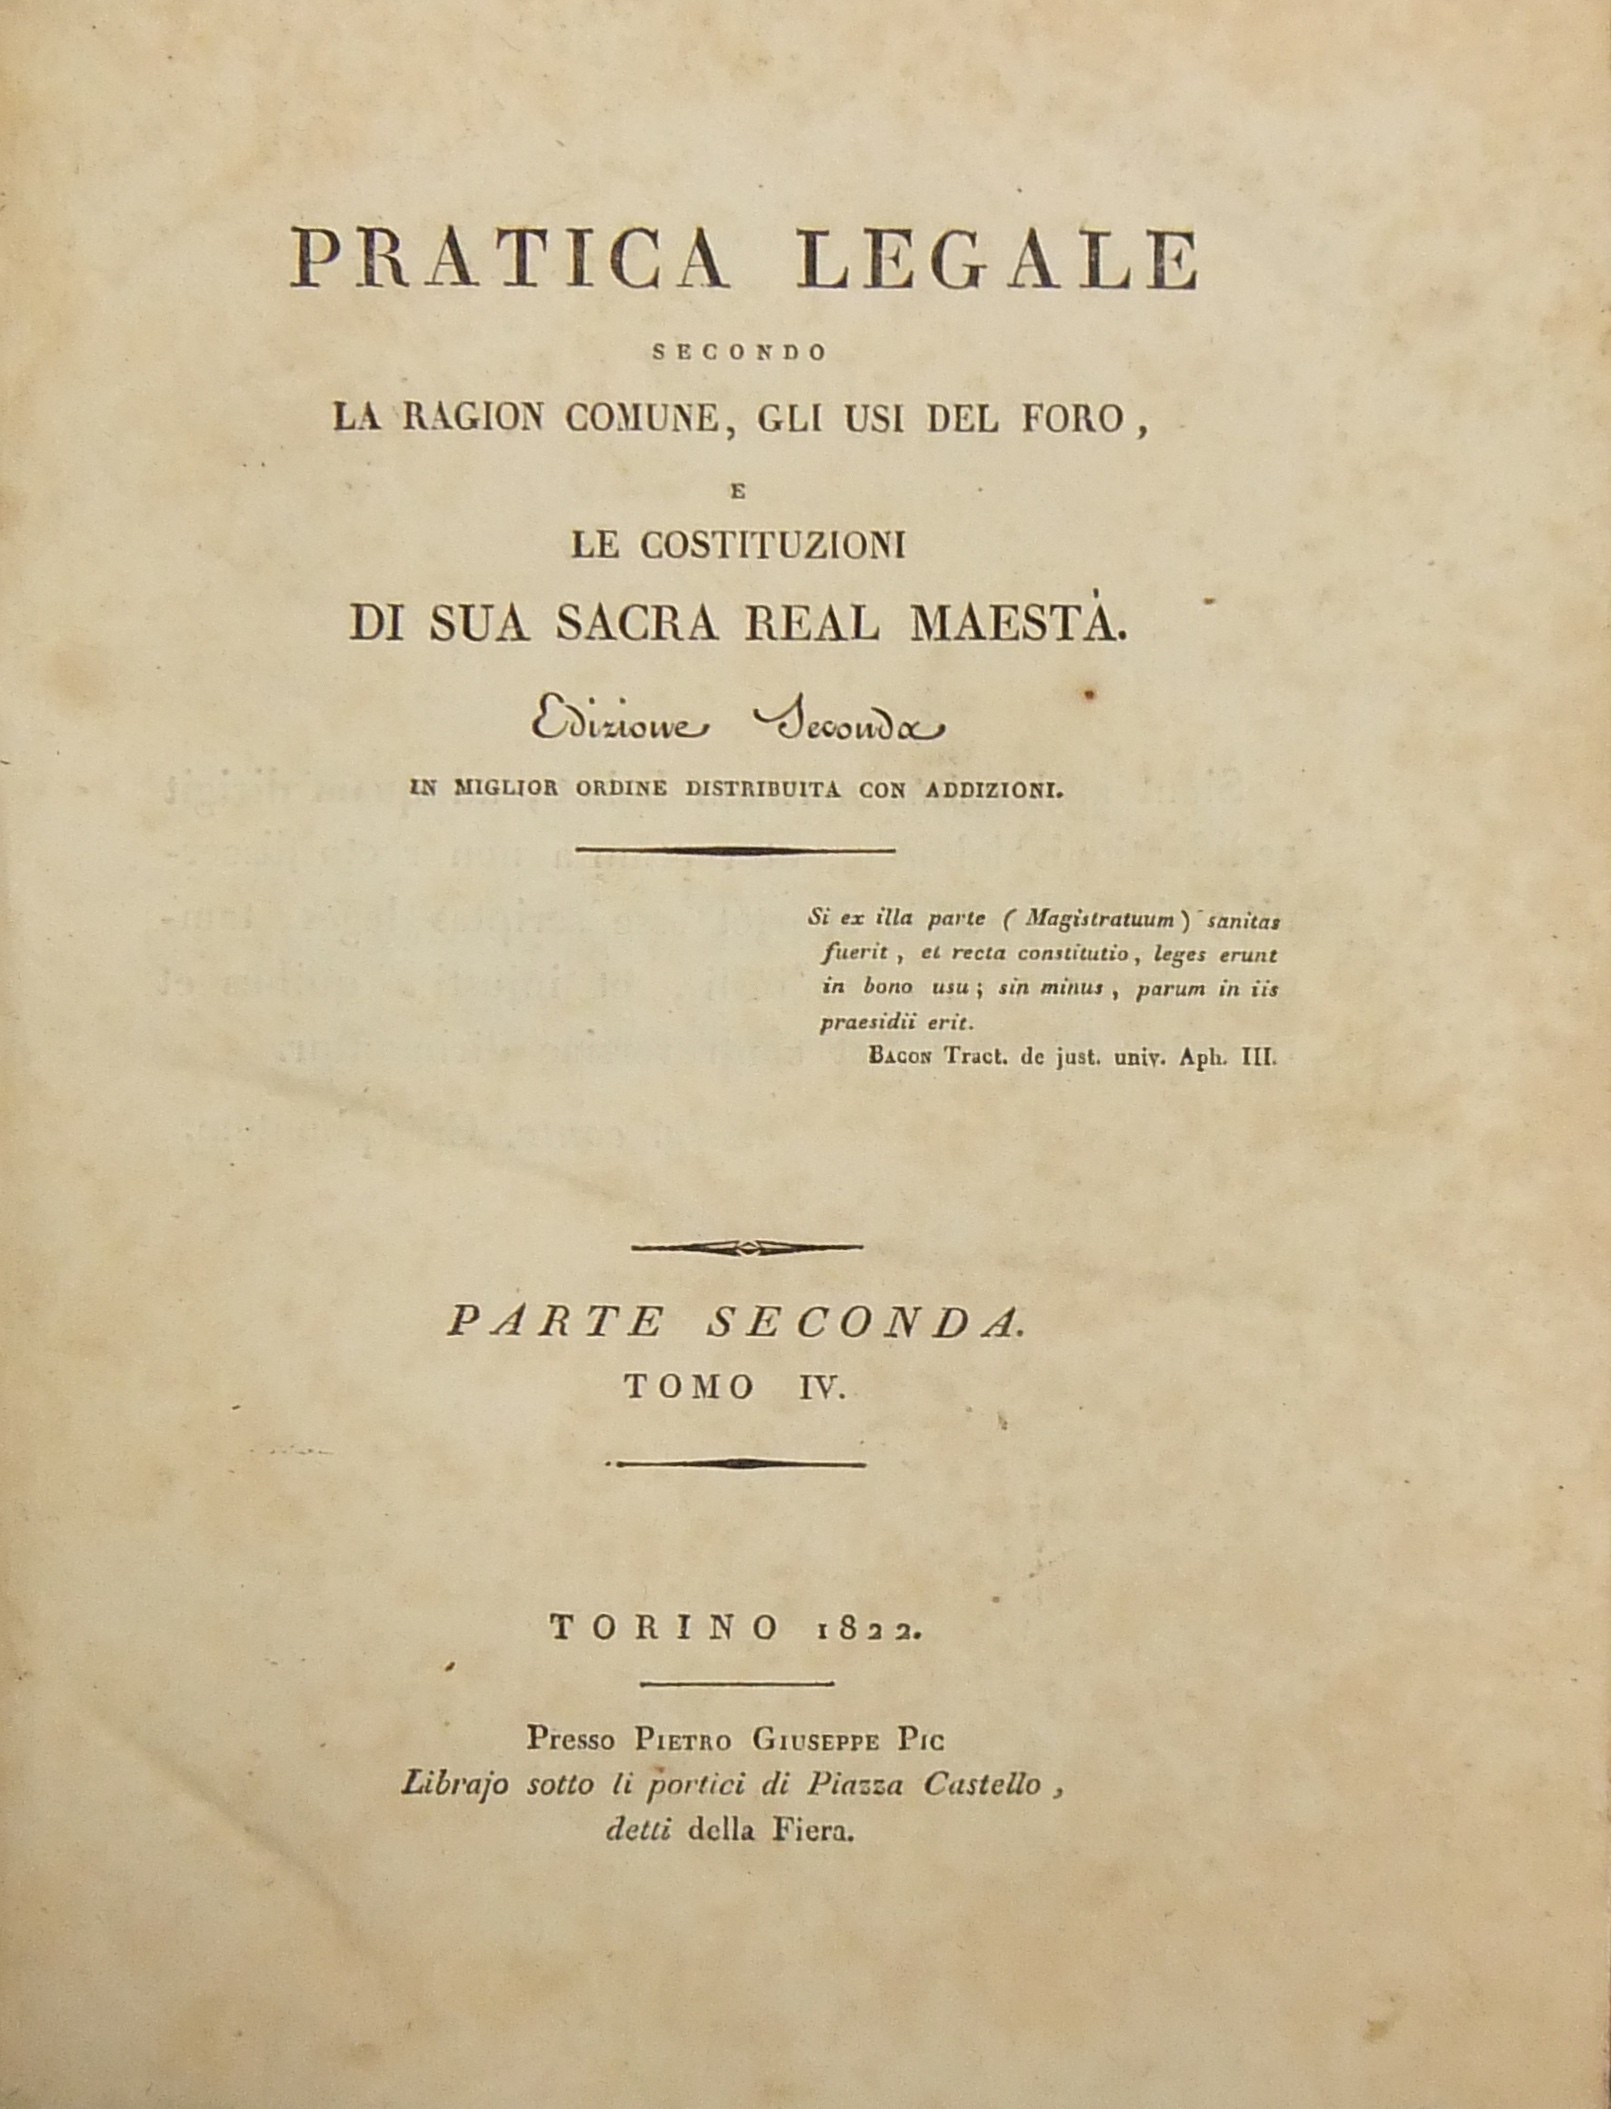 PRATICA LEGALE
SECONDO
LA RAGION COMUNE, GLI USI DEL FORO,
E
LE COSTITUZIONI
DI SUA SACRA REAL MAESTÀ.
Edizione Seconda
IN MIGLIOR ORDINE DISTRIBUITA CON ADDIZIONI.
Si ex illa parte ( Magistratuum ) sanitas
fuerit, et recta constitutio, leges erunt
in bono usu; sin minus, parum in iis
praesidii erit.
BACON Tract. de just. univ. Aph. III.
PARTE SECONDA.
TOMO IV.
TORINO 1822.
Presso PIETRO GIUSEPPE PIC
Librajo sotto li portici di Piazza Castello,
detti della Fiera.